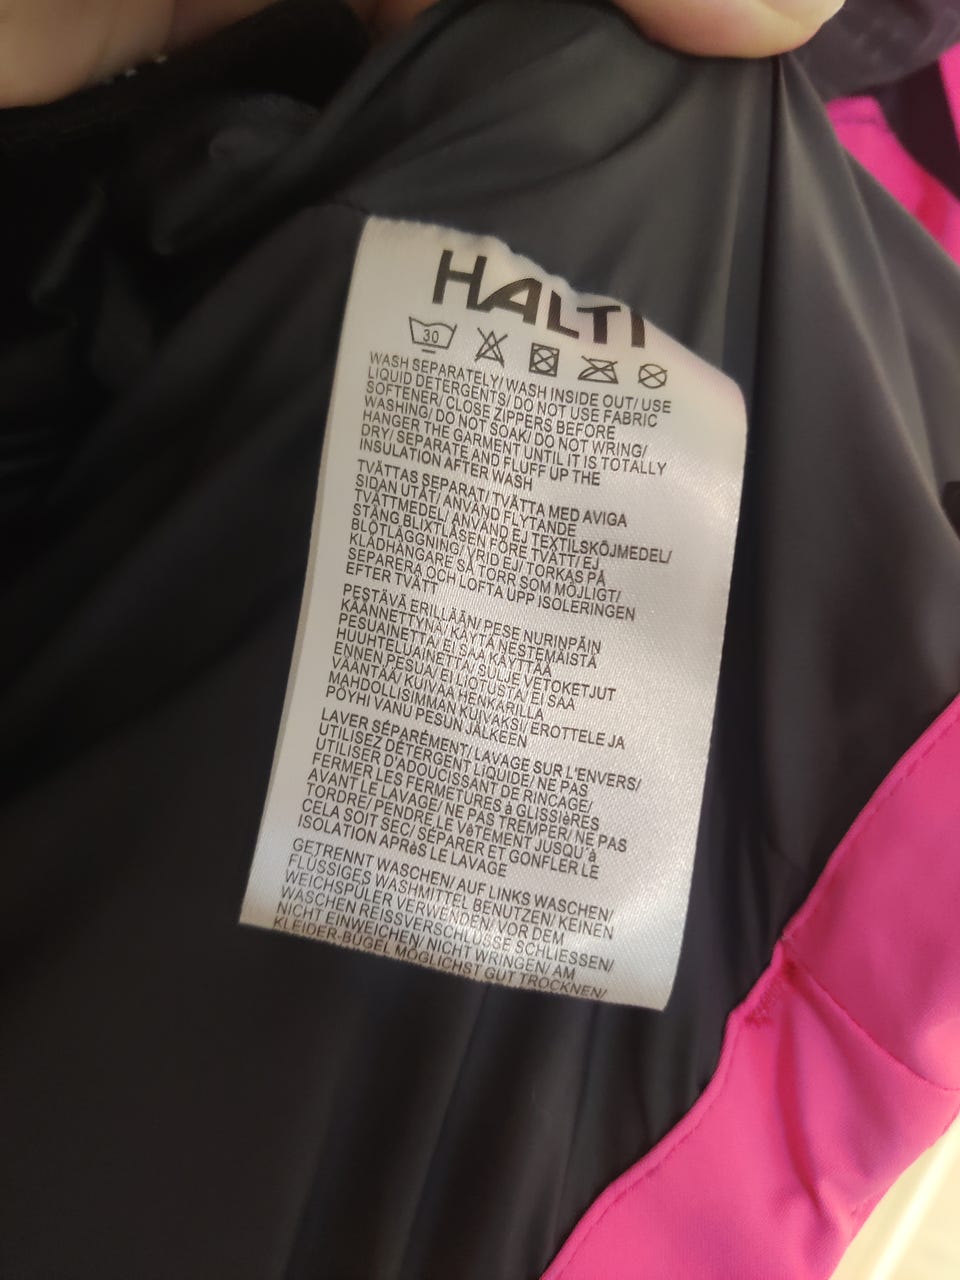 HALTI
30
WASH SEPARATELY/ WASH INSIDE OUT/ USE
LIQUID DETERGENTS/ DO NOT USE FABRIC
SOFTENER/ CLOSE ZIPPERS BEFORE
WASHING/ DO NOT SOAK/ DO NOT WRING/
HANGER THE GARMENT UNTIL IT IS TOTALLY
DRY/ SEPARATE AND FLUFF UP THE
INSULATION AFTER WASH
TVÄTTAS SEPARAT/ TVÄTTA MED AVIGA
SIDAN UTÅT/ ANVÄND FLYTANDE
TVÄTTMEDEL/ ANVÄND EJ TEXTILSKÖJMEDEL/
STÄNG BLIXTLÅSEN FÖRE TVÄTT/ EJ
BLÖTLÄGGNING/ VRID EJ/ TORKAS PÅ
KLÄDHÄNGARE SÅ TORR SOM MÖJLIGT/
SEPARERA OCH LOFTA UPP ISOLERINGEN
EFTER TVÄTT
PESTÄVÄ ERILLÄÄN/ PESE NURINPÄIN
KÄÄNNETTYNÄ/ KÄYTÄ NESTEMÄISTÄ
PESUAINETTA/ EI SAA KÄYTTÄÄ
HUUHTELUAINETTA/ SULJE VETOKETJUT
ENNEN PESUA/ EI LIOTUSTA/ EI SAA
VÄÄNTÄÄ/ KUIVAA HENKARILLA
MAHDOLLISIMMAN KUIVAKSI/ EROTTELE JA
PÖYHI VANU PESUN JÄLKEEN
LAVER SÉPARÉMENT/ LAVAGE SUR L'ENVERS/
UTILISEZ DÉTERGENT LIQUIDE/ NE PAS
UTILISER D'ADOUCISSANT DE RINCAGE/
FERMER LES FERMETURES à GLISSIèRES
AVANT LE LAVAGE/ NE PAS TREMPER/ NE PAS
TORDRE/ PENDRE LE VêTEMENT JUSQU'à
CELA SOIT SEC/ SÉPARER ET GONFLER LE
ISOLATION APRèS LE LAVAGE
GETRENNT WASCHEN/ AUF LINKS WASCHEN/
FLÜSSIGES WASHMITTEL BENUTZEN/ KEINEN
WEICHSPÜLER VERWENDEN/ VOR DEM
WASCHEN REISSVERSCHLÜSSE SCHLIESSEN/
NICHT EINWEICHEN/ NICHT WRINGEN/ AM
KLEIDER-BÜGEL MÖGLICHST GUT TROCKNEN/